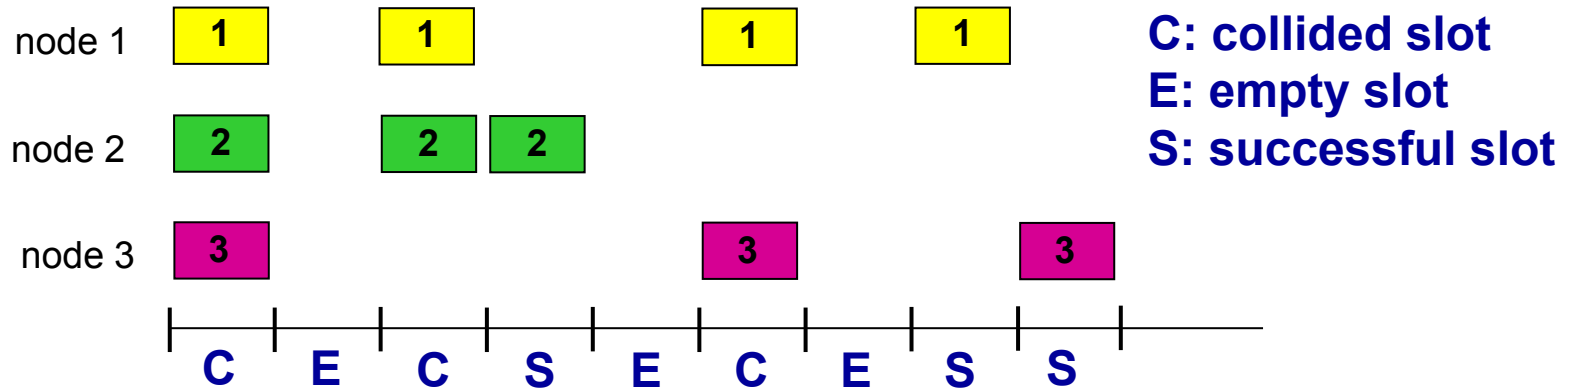 node 1 1 1 1 1
node 2 2 2 2
node 3 3 3 3
C E C S E C E S S
C: collided slot
E: empty slot
S: successful slot